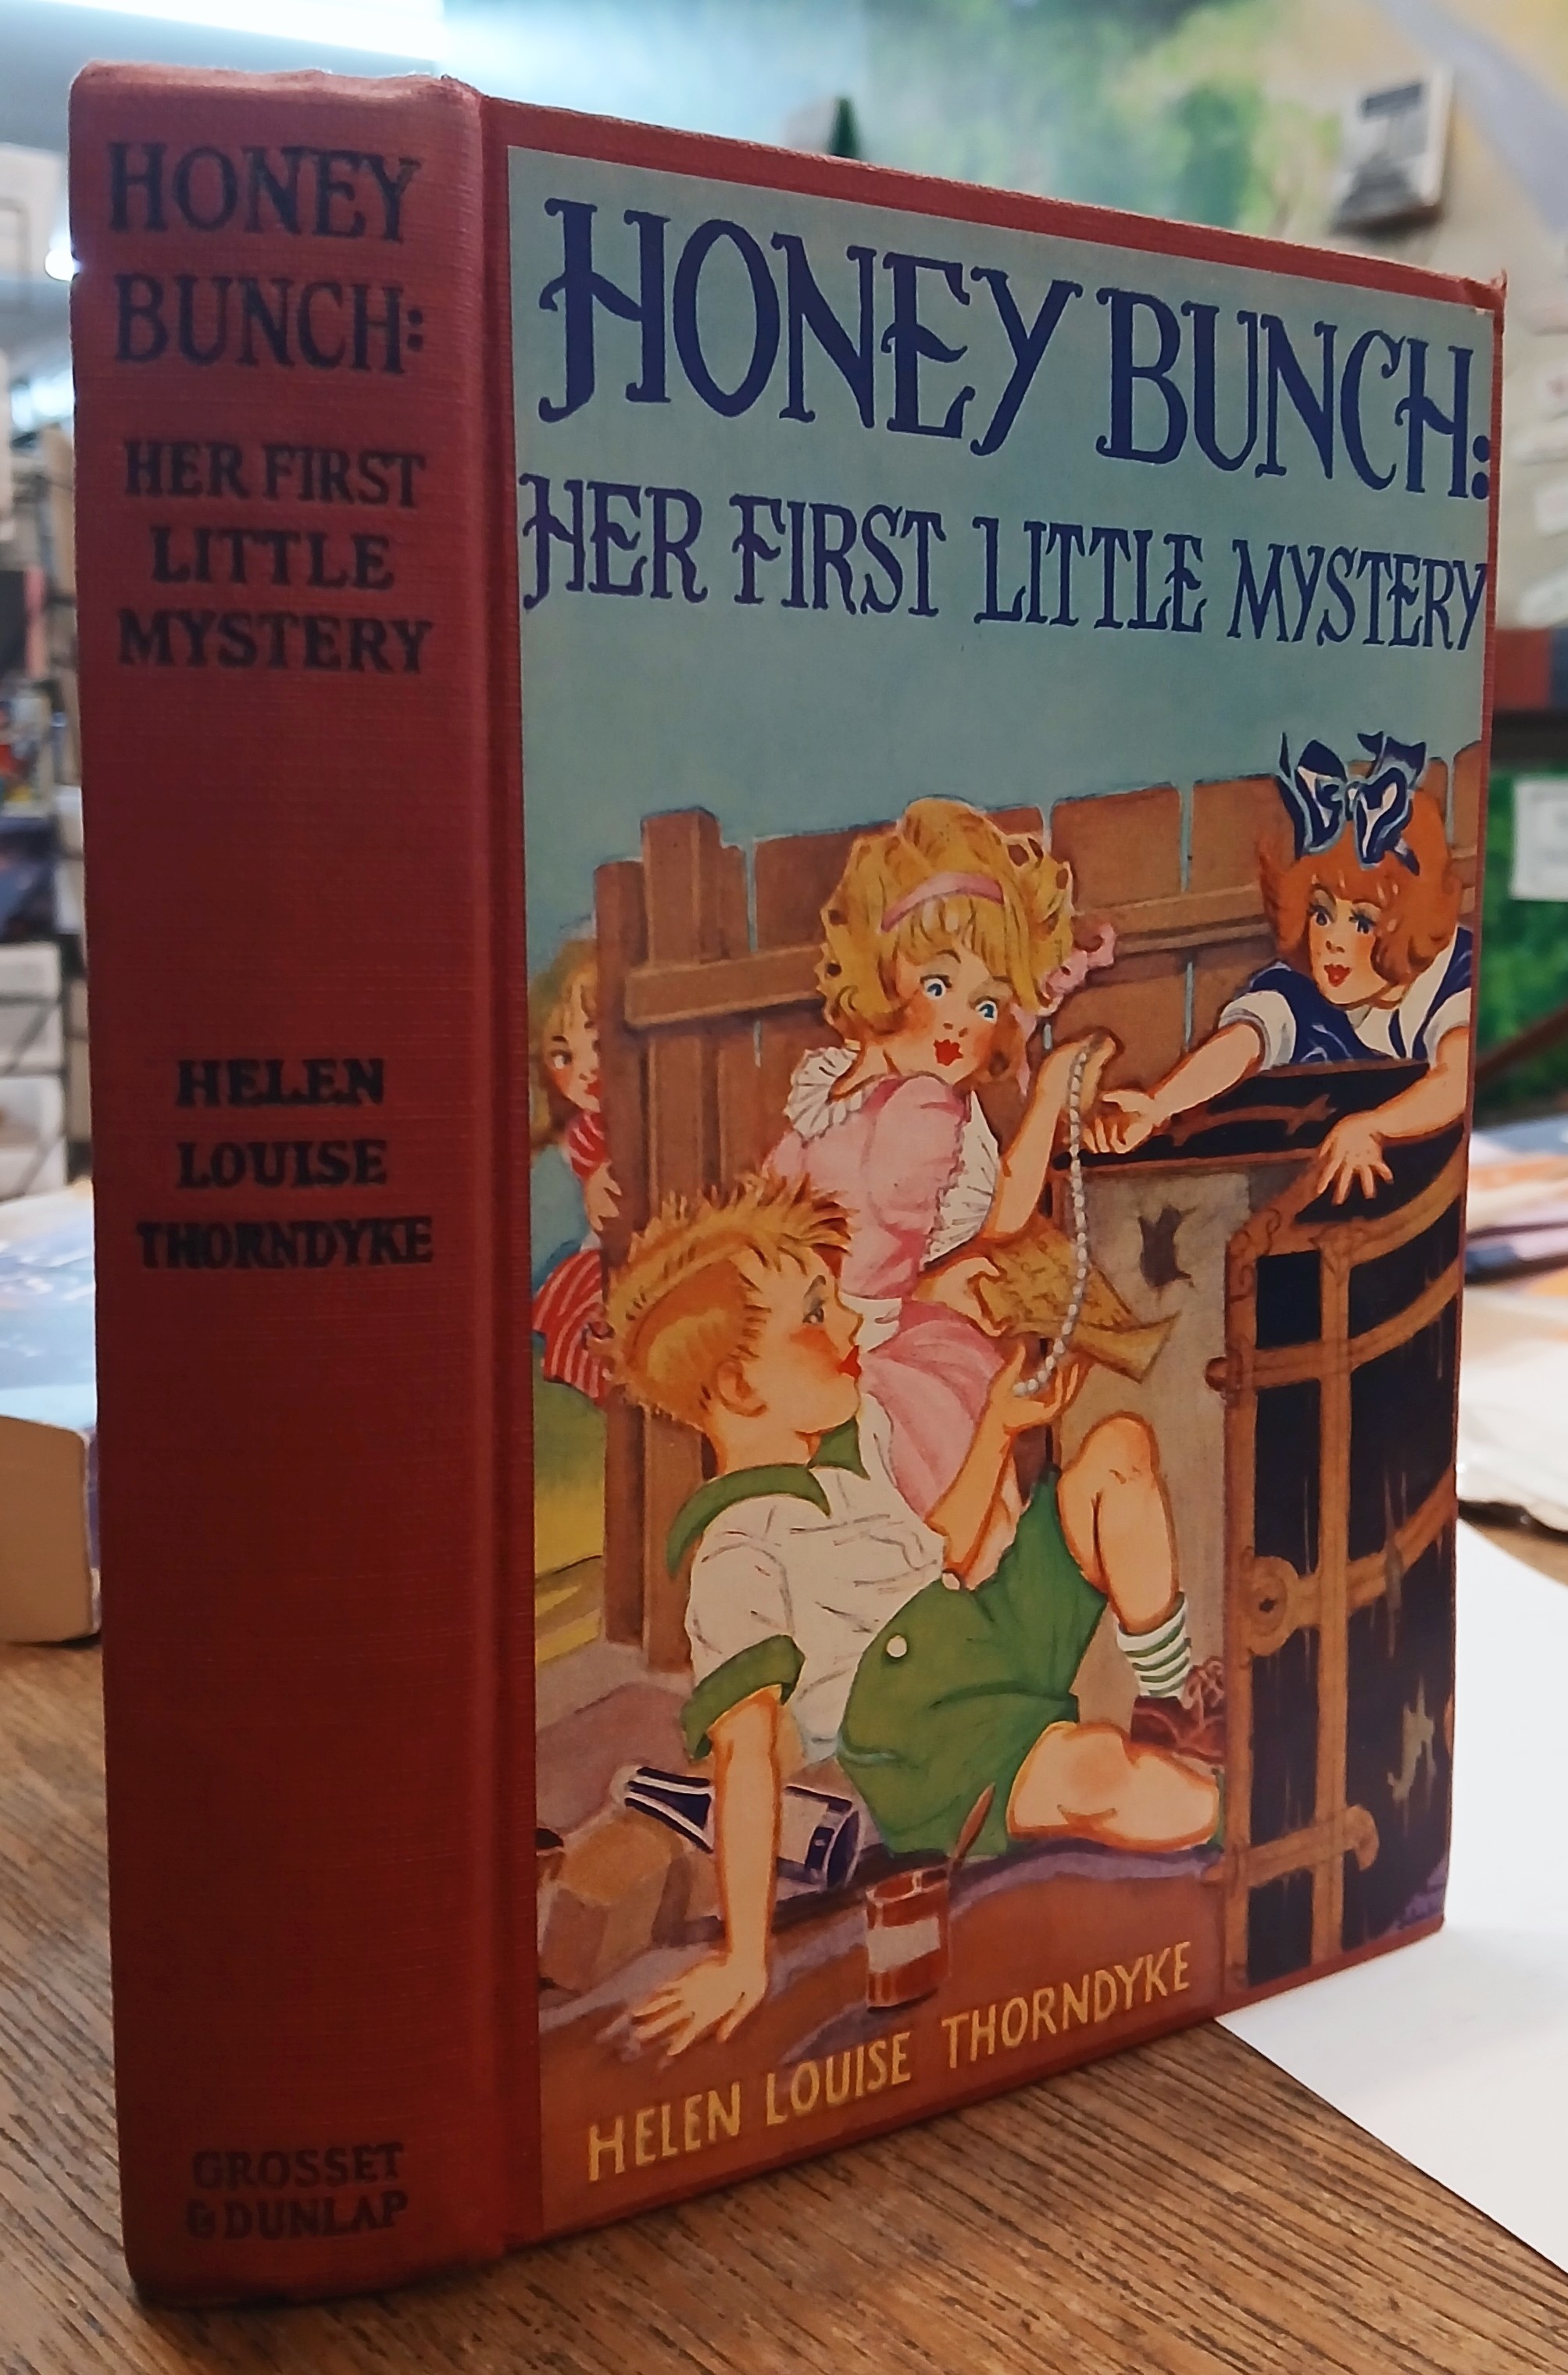 HONEY
BUNCH:
HER FIRST
LITTLE
MYSTERY
HELEN
LOUISE
THORNDYKE
GROSSET
& DUNLAP
HONEY BUNCH:
HER FIRST LITTLE MYSTERY
HELEN LOUISE THORNDYKE